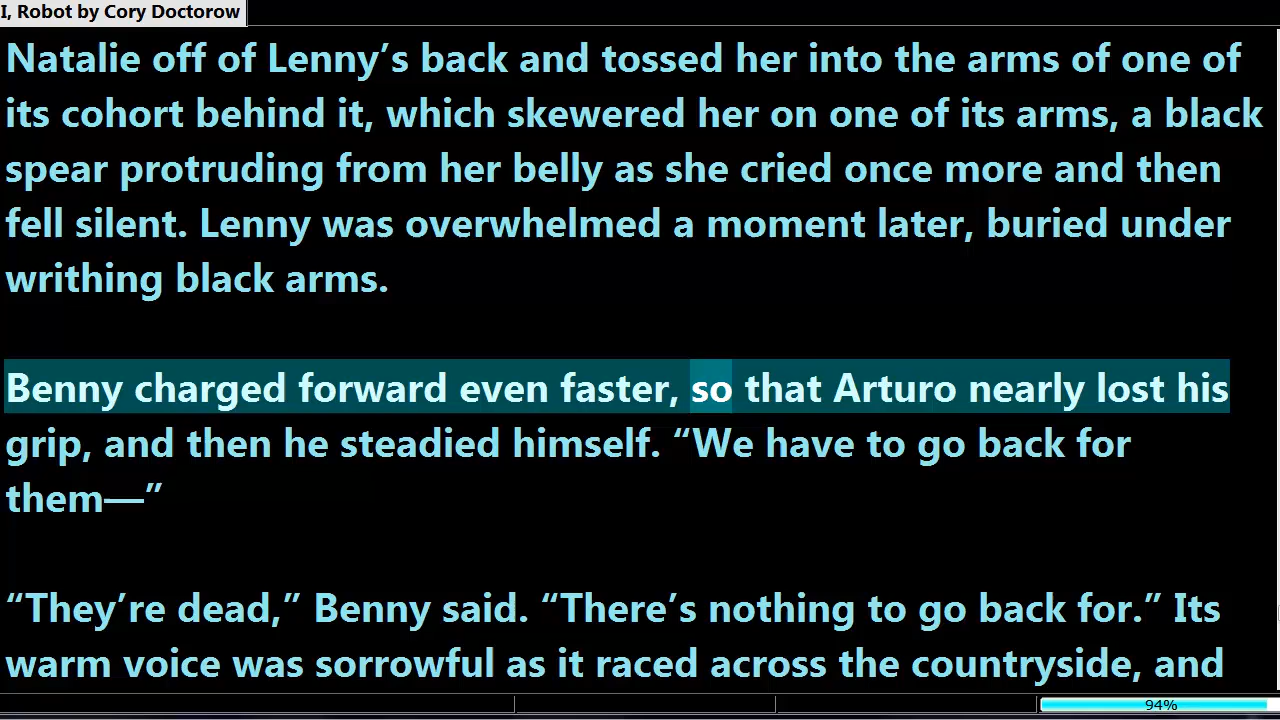 I, Robot by Cory Doctorow
Natalie off of Lenny’s back and tossed her into the arms of one of
its cohort behind it, which skewered her on one of its arms, a black
spear protruding from her belly as she cried once more and then
fell silent. Lenny was overwhelmed a moment later, buried under
writhing black arms.
Benny charged forward even faster, so that Arturo nearly lost his
grip, and then he steadied himself. “We have to go back for
them—”
“They’re dead,” Benny said. “There’s nothing to go back for.” Its
warm voice was sorrowful as it raced across the countryside, and
94%